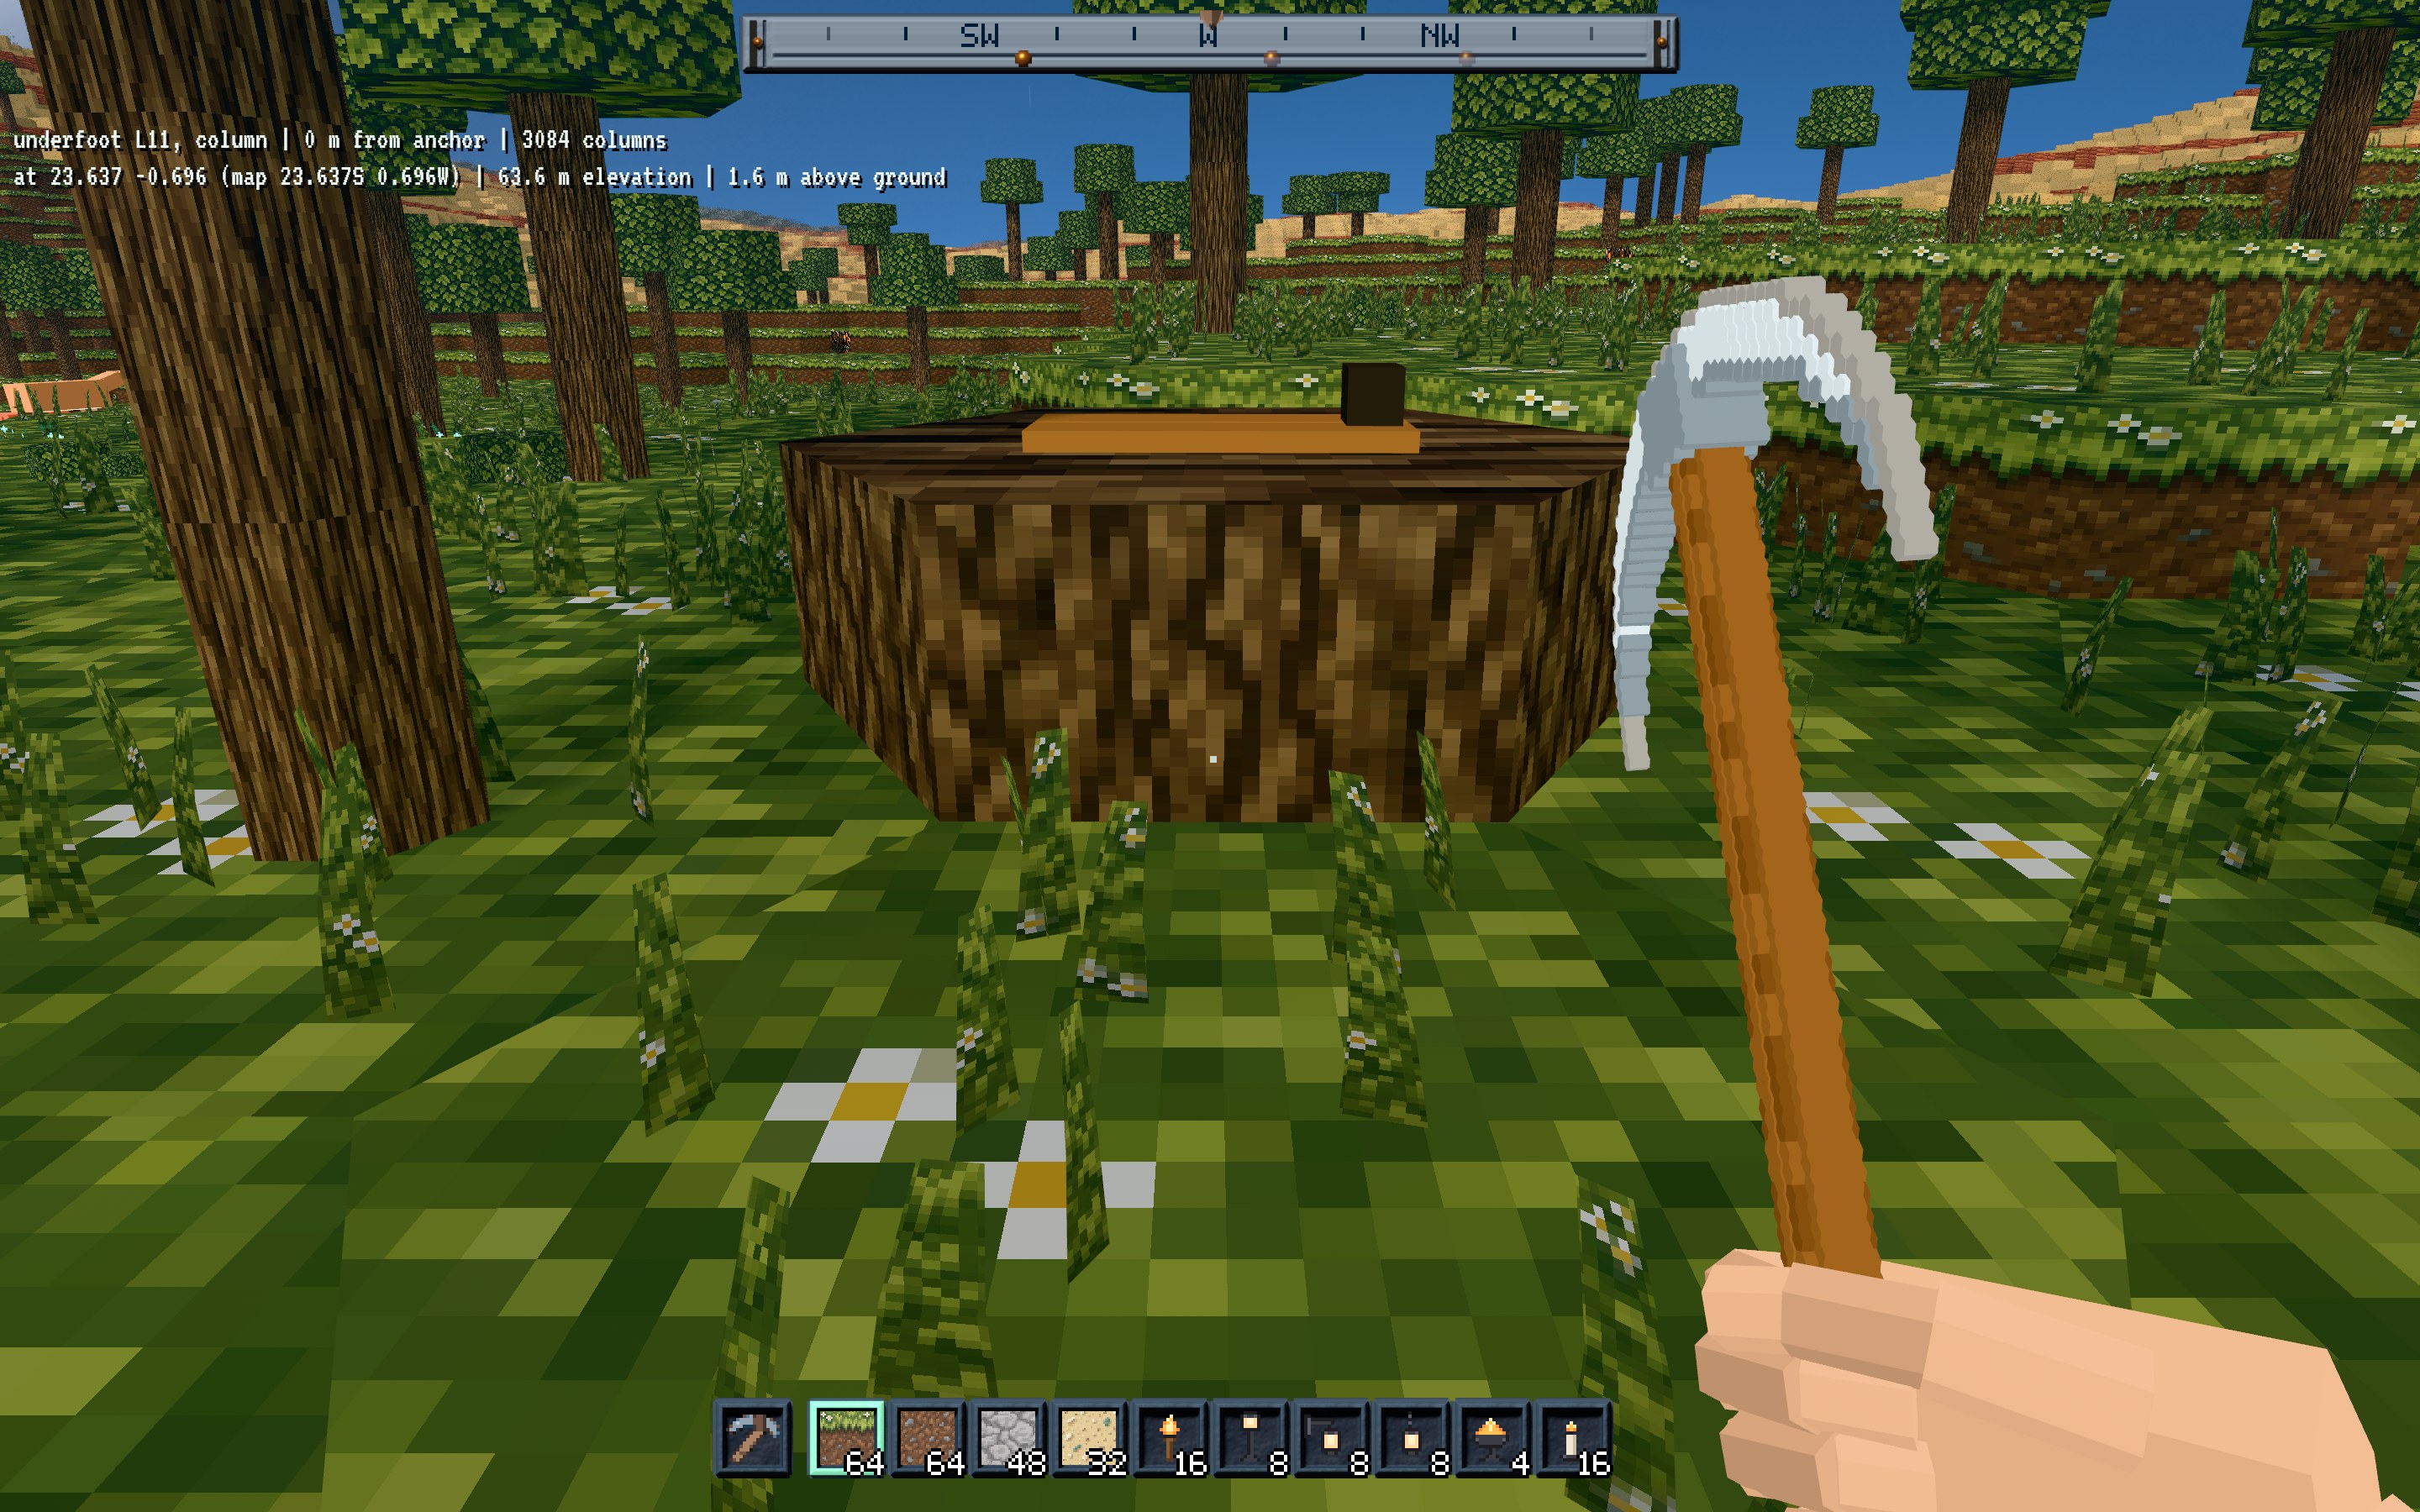 SW W NW
underfoot L11, column | 0 m from anchor | 3084 columns
at 23.637 -0.696 (map 23.637S 0.696W) | 63.6 m elevation | 1.6 m above ground
64 64 48 32 16 8 8 8 4 16